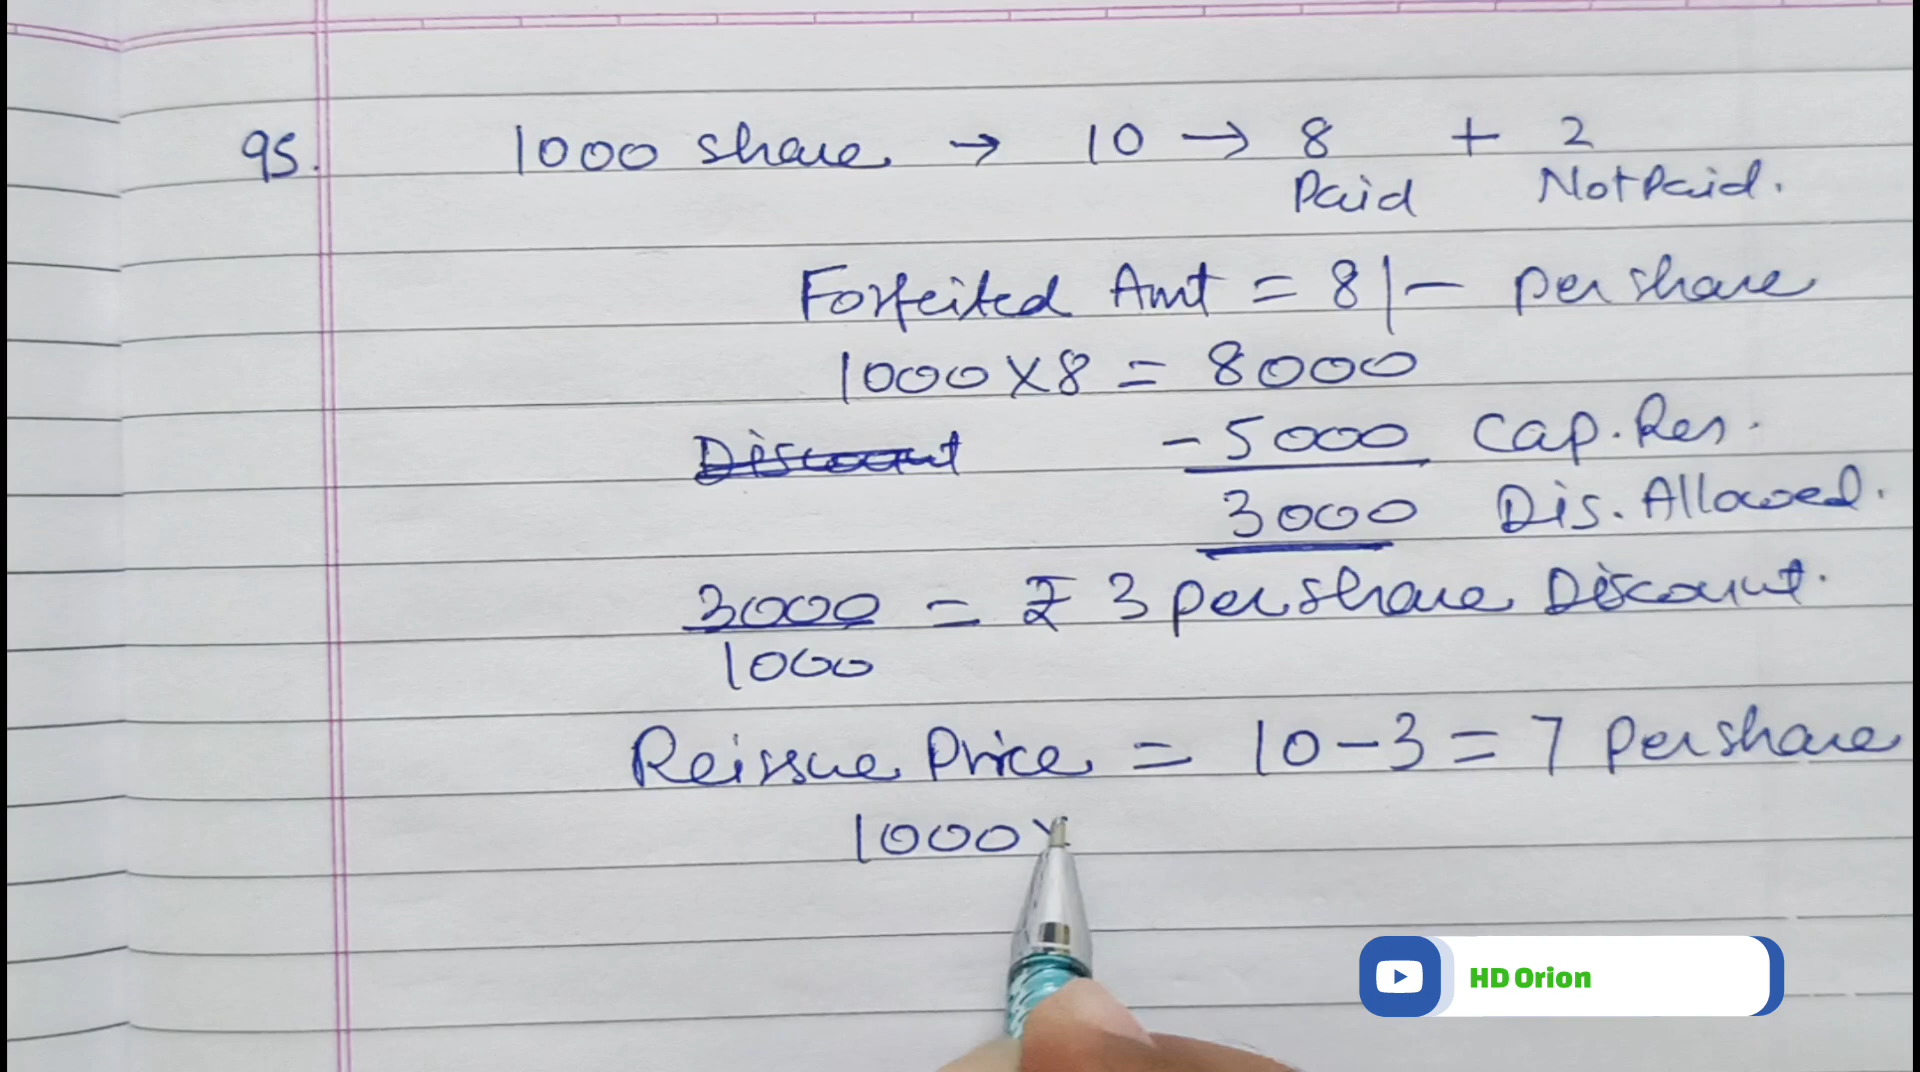 95. 1000 share → 10 → 8 + 2
Paid Not Paid.
Forfeited Amt = 8/- per share
1000 × 8 = 8000
Discount - 5000 Cap. Res.
3000 Dis. Allowed.
3000 = ₹ 3 per share Discount.
1000
Reissue Price = 10 - 3 = 7 per share
1000 ×
HD Orion